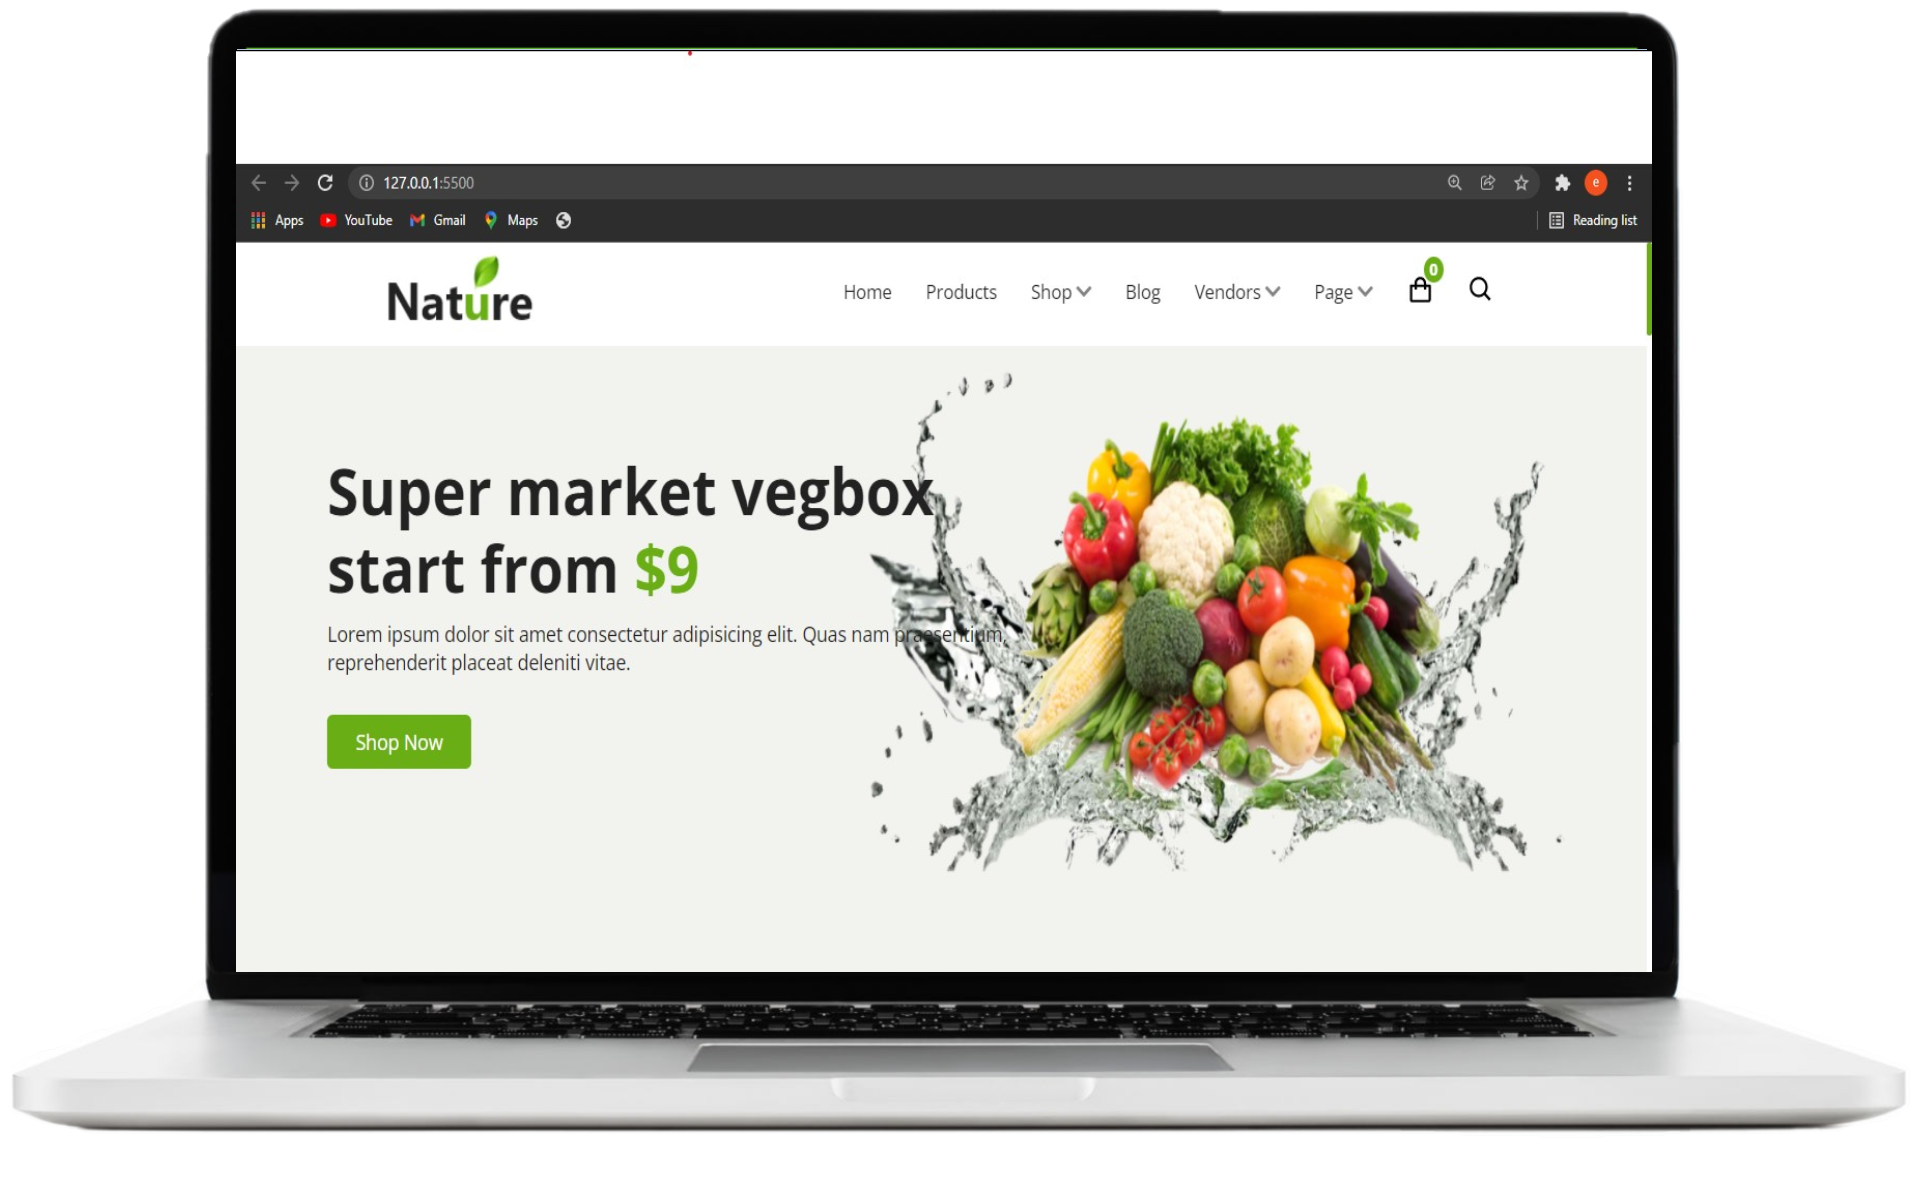 127.0.0.1:5500
e
Apps YouTube Gmail Maps Reading list
Nature Home Products Shop Blog Vendors Page 0
Super market vegbox
start from $9
Lorem ipsum dolor sit amet consectetur adipisicing elit. Quas nam praesentium,
reprehenderit placeat deleniti vitae.
Shop Now